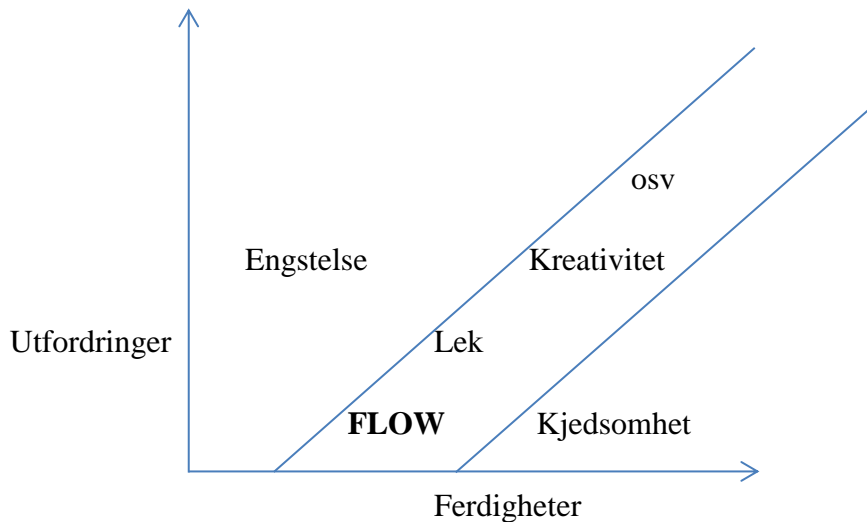 osv
Engstelse
Kreativitet
Utfordringer
Lek
FLOW
Kjedsomhet
Ferdigheter